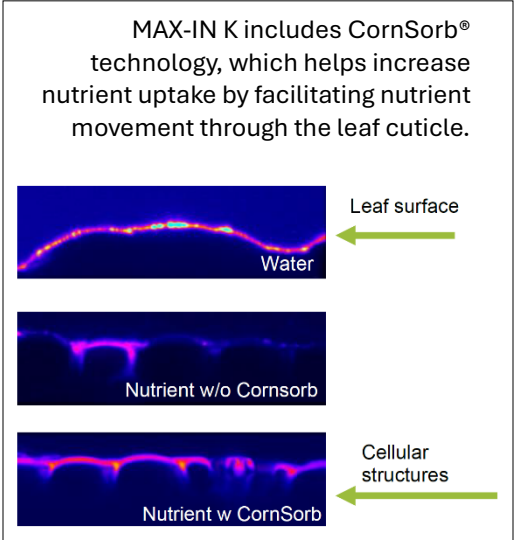 MAX-IN K includes CornSorb®
technology, which helps increase
nutrient uptake by facilitating nutrient
movement through the leaf cuticle.
Leaf surface
Water
Nutrient w/o Cornsorb
Cellular
structures
Nutrient w CornSorb